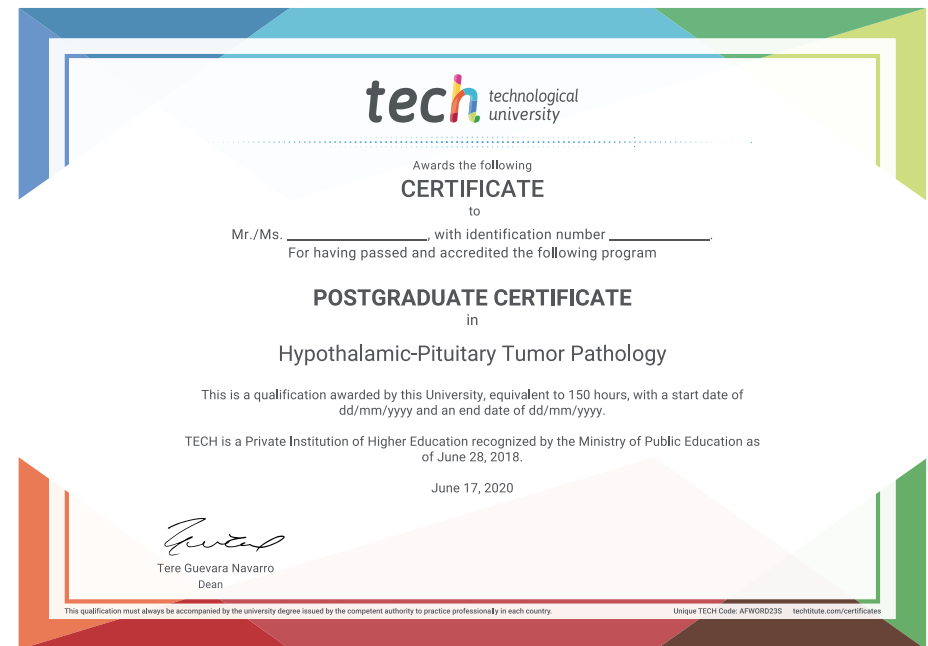 tech technological
university
Awards the following
CERTIFICATE
to
Mr./Ms. ____________________, with identification number ______________.
For having passed and accredited the following program
POSTGRADUATE CERTIFICATE
in
Hypothalamic-Pituitary Tumor Pathology
This is a qualification awarded by this University, equivalent to 150 hours, with a start date of
dd/mm/yyyy and an end date of dd/mm/yyyy.
TECH is a Private Institution of Higher Education recognized by the Ministry of Public Education as
of June 28, 2018.
June 17, 2020
Tere Guevara Navarro
Dean
This qualification must always be accompanied by the university degree issued by the competent authority to practice professionally in each country.
Unique TECH Code: AFWORD23S techtitute.com/certificates